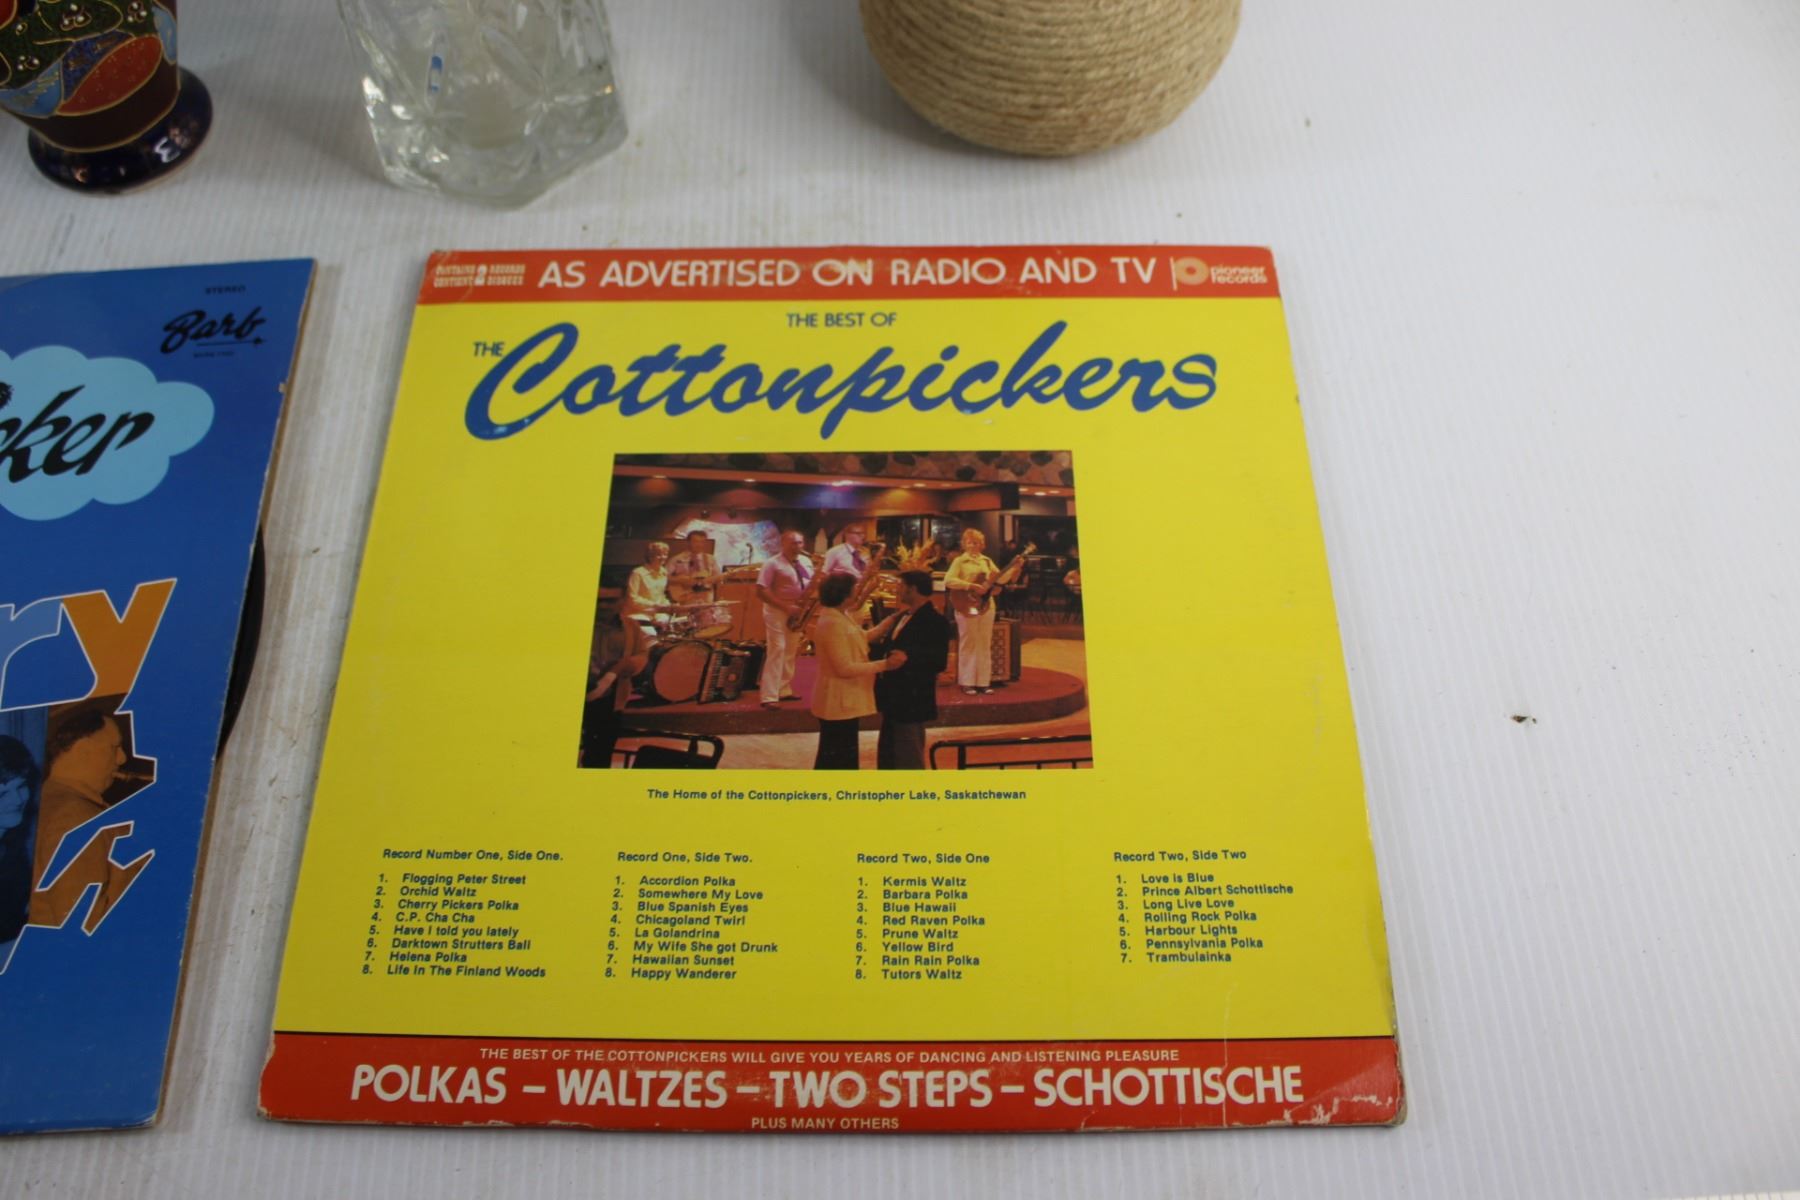 STEREO
Barb
ker
ry
CONTAINS 2 RECORDS
CONTIENT 2 DISQUES
AS ADVERTISED ON RADIO AND TV
pioneer
records
THE BEST OF
THE Cottonpickers
The Home of the Cottonpickers, Christopher Lake, Saskatchewan
Record Number One, Side One.
1. Flogging Peter Street
2. Orchid Waltz
3. Cherry Pickers Polka
4. C.P. Cha Cha
5. Have I told you lately
6. Darktown Strutters Ball
7. Helena Polka
8. Life In The Finland Woods
Record One, Side Two.
1. Accordion Polka
2. Somewhere My Love
3. Blue Spanish Eyes
4. Chicagoland Twirl
5. La Golandrina
6. My Wife She got Drunk
7. Hawaiian Sunset
8. Happy Wanderer
Record Two, Side One
1. Kermis Waltz
2. Barbara Polka
3. Blue Hawaii
4. Red Raven Polka
5. Prune Waltz
6. Yellow Bird
7. Rain Rain Polka
8. Tutors Waltz
Record Two, Side Two
1. Love is Blue
2. Prince Albert Schottische
3. Long Live Love
4. Rolling Rock Polka
5. Harbour Lights
6. Pennsylvania Polka
7. Trambulainka
THE BEST OF THE COTTONPICKERS WILL GIVE YOU YEARS OF DANCING AND LISTENING PLEASURE
POLKAS – WALTZES – TWO STEPS – SCHOTTISCHE
PLUS MANY OTHERS